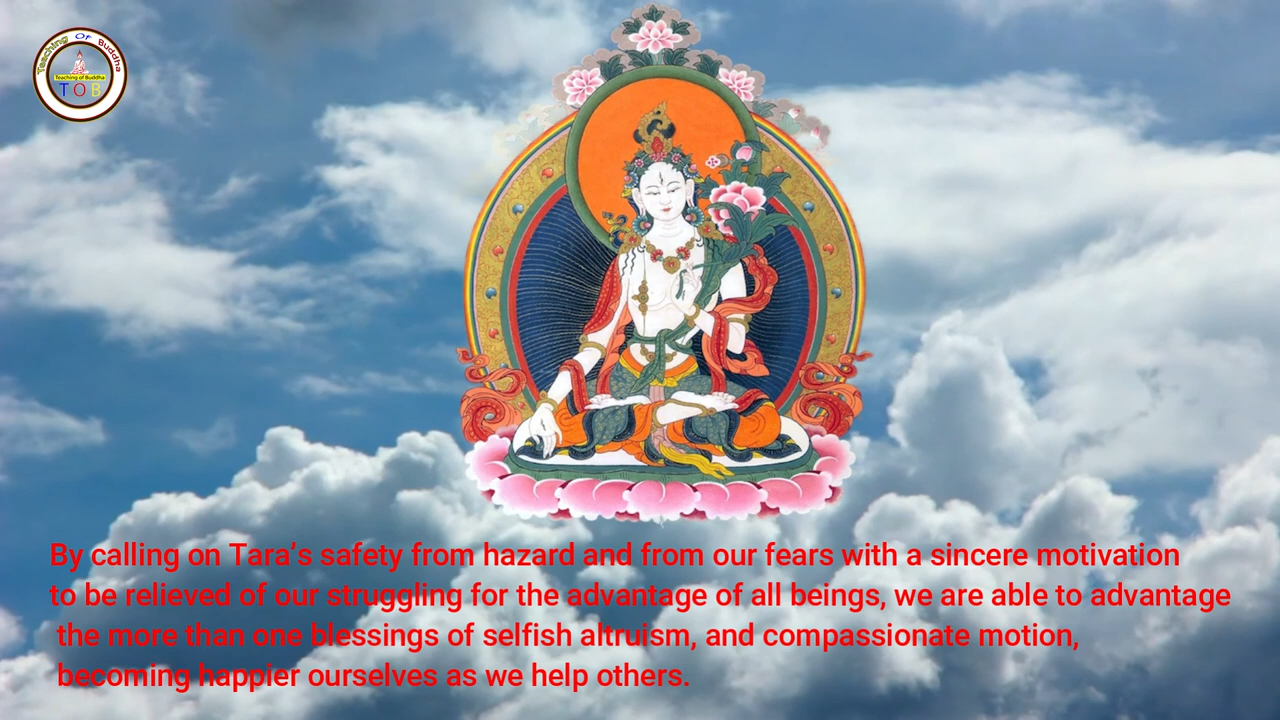 Teaching Of Buddha
Teaching of Buddha
T O B
By calling on Tara's safety from hazard and from our fears with a sincere motivation
to be relieved of our struggling for the advantage of all beings, we are able to advantage
the more than one blessings of selfish altruism, and compassionate motion,
becoming happier ourselves as we help others.